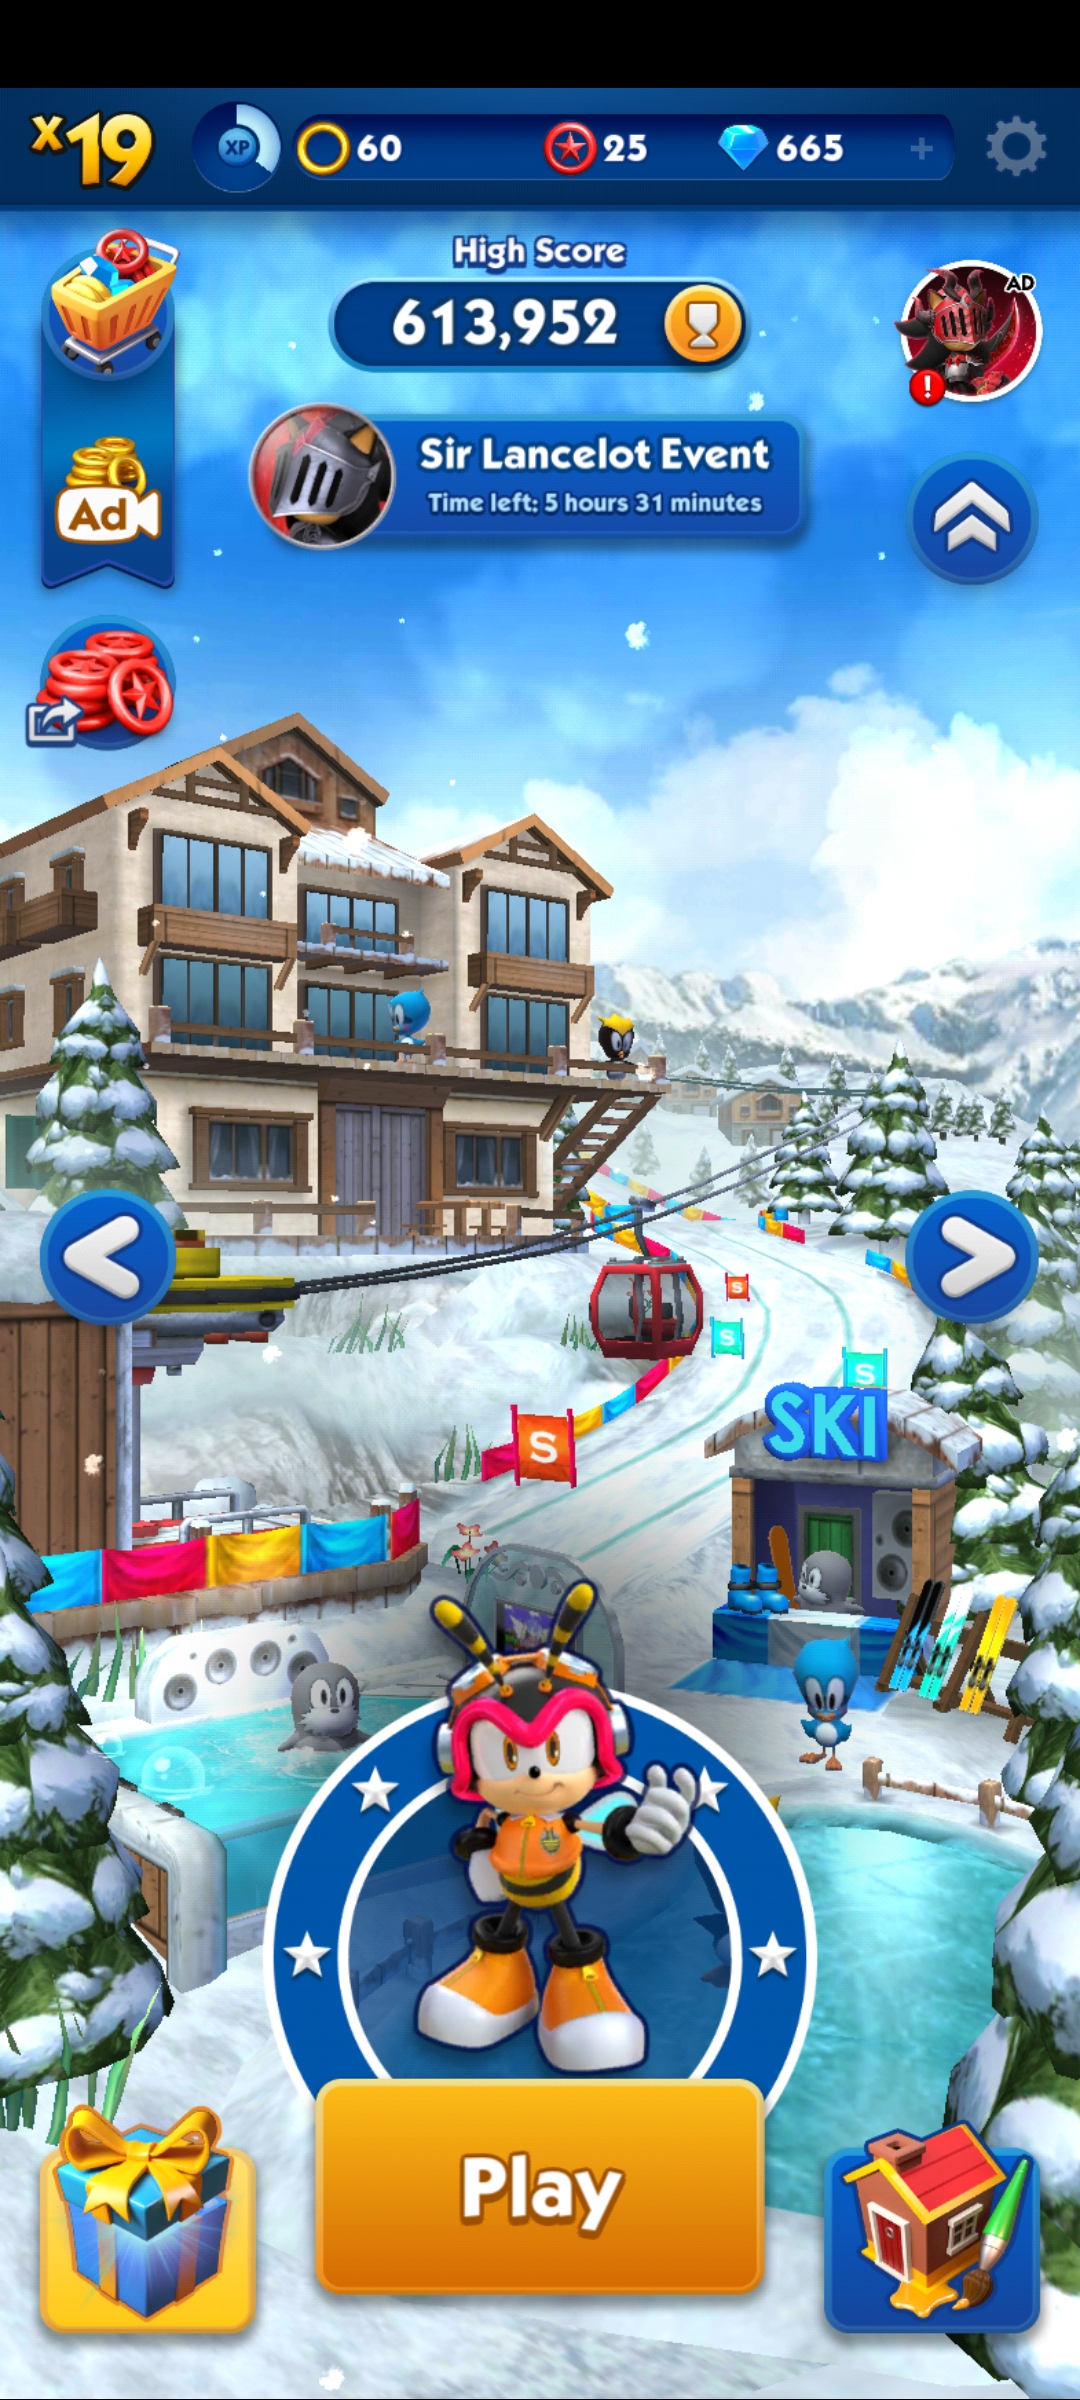 x19
XP
60
25
665
+
High Score
613,952
AD
!
Sir Lancelot Event
Time left: 5 hours 31 minutes
Ad
S
S
S
SKI
S
Play